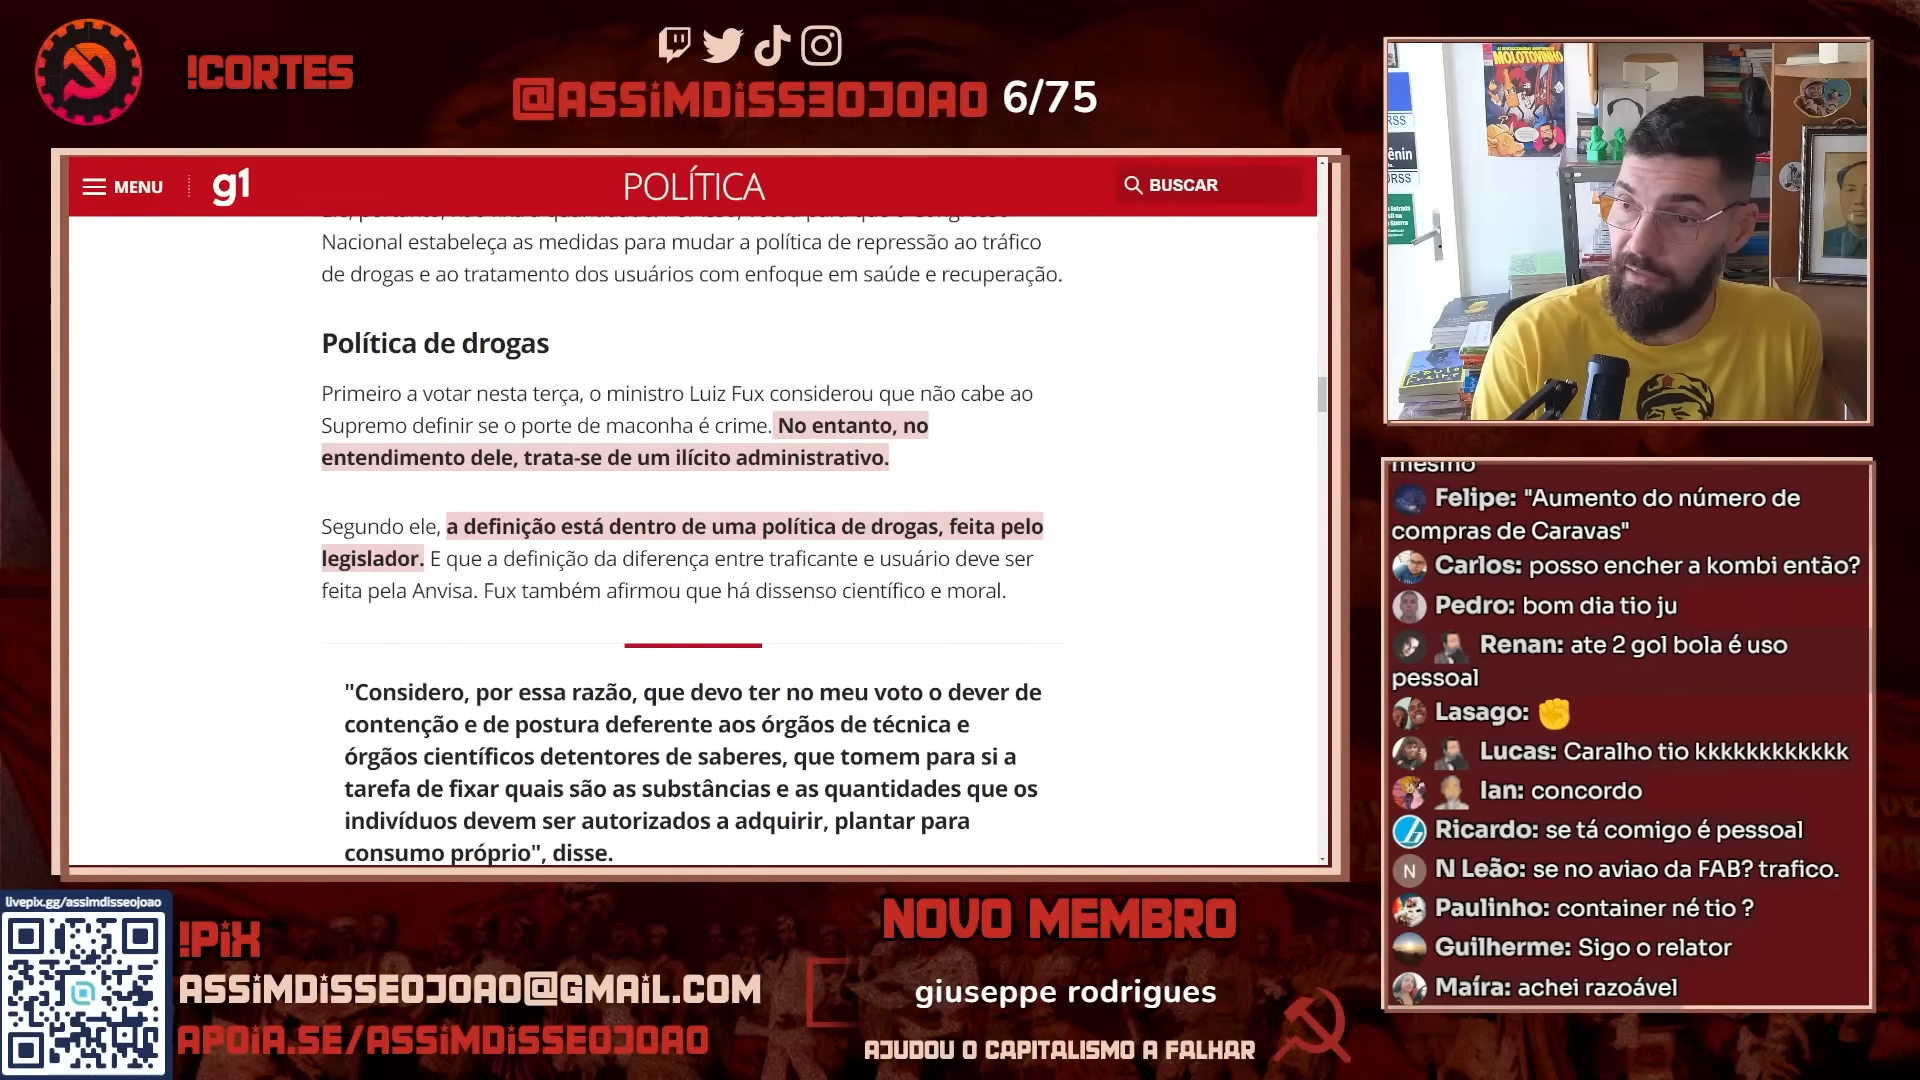 !CORTES
@ASSIMDISSEOJOAO 6/75
MENU
g1
POLÍTICA
BUSCAR
Nacional estabeleça as medidas para mudar a política de repressão ao tráfico
de drogas e ao tratamento dos usuários com enfoque em saúde e recuperação.
Política de drogas
Primeiro a votar nesta terça, o ministro Luiz Fux considerou que não cabe ao
Supremo definir se o porte de maconha é crime. No entanto, no
entendimento dele, trata-se de um ilícito administrativo.
Segundo ele, a definição está dentro de uma política de drogas, feita pelo
legislador. E que a definição da diferença entre traficante e usuário deve ser
feita pela Anvisa. Fux também afirmou que há dissenso científico e moral.
"Considero, por essa razão, que devo ter no meu voto o dever de
contenção e de postura deferente aos órgãos de técnica e
órgãos científicos detentores de saberes, que tomem para si a
tarefa de fixar quais são as substâncias e as quantidades que os
indivíduos devem ser autorizados a adquirir, plantar para
consumo próprio", disse.
MOLOTOVINHO
mesmo
Felipe: "Aumento do número de
compras de Caravas"
Carlos: posso encher a kombi então?
Pedro: bom dia tio ju
Renan: ate 2 gol bola é uso
pessoal
Lasago: ✊
Lucas: Caralho tio kkkkkkkkkkkk
Ian: concordo
Ricardo: se tá comigo é pessoal
N
N Leão: se no aviao da FAB? trafico.
Paulinho: container né tio ?
Guilherme: Sigo o relator
Maíra: achei razoável
livepix.gg/assimdisseojoao
!PIX
ASSIMDISSEOJOAO@GMAIL.COM
APOIA.SE/ASSIMDISSEOJOAO
NOVO MEMBRO
giuseppe rodrigues
AJUDOU O CAPITALISMO A FALHAR